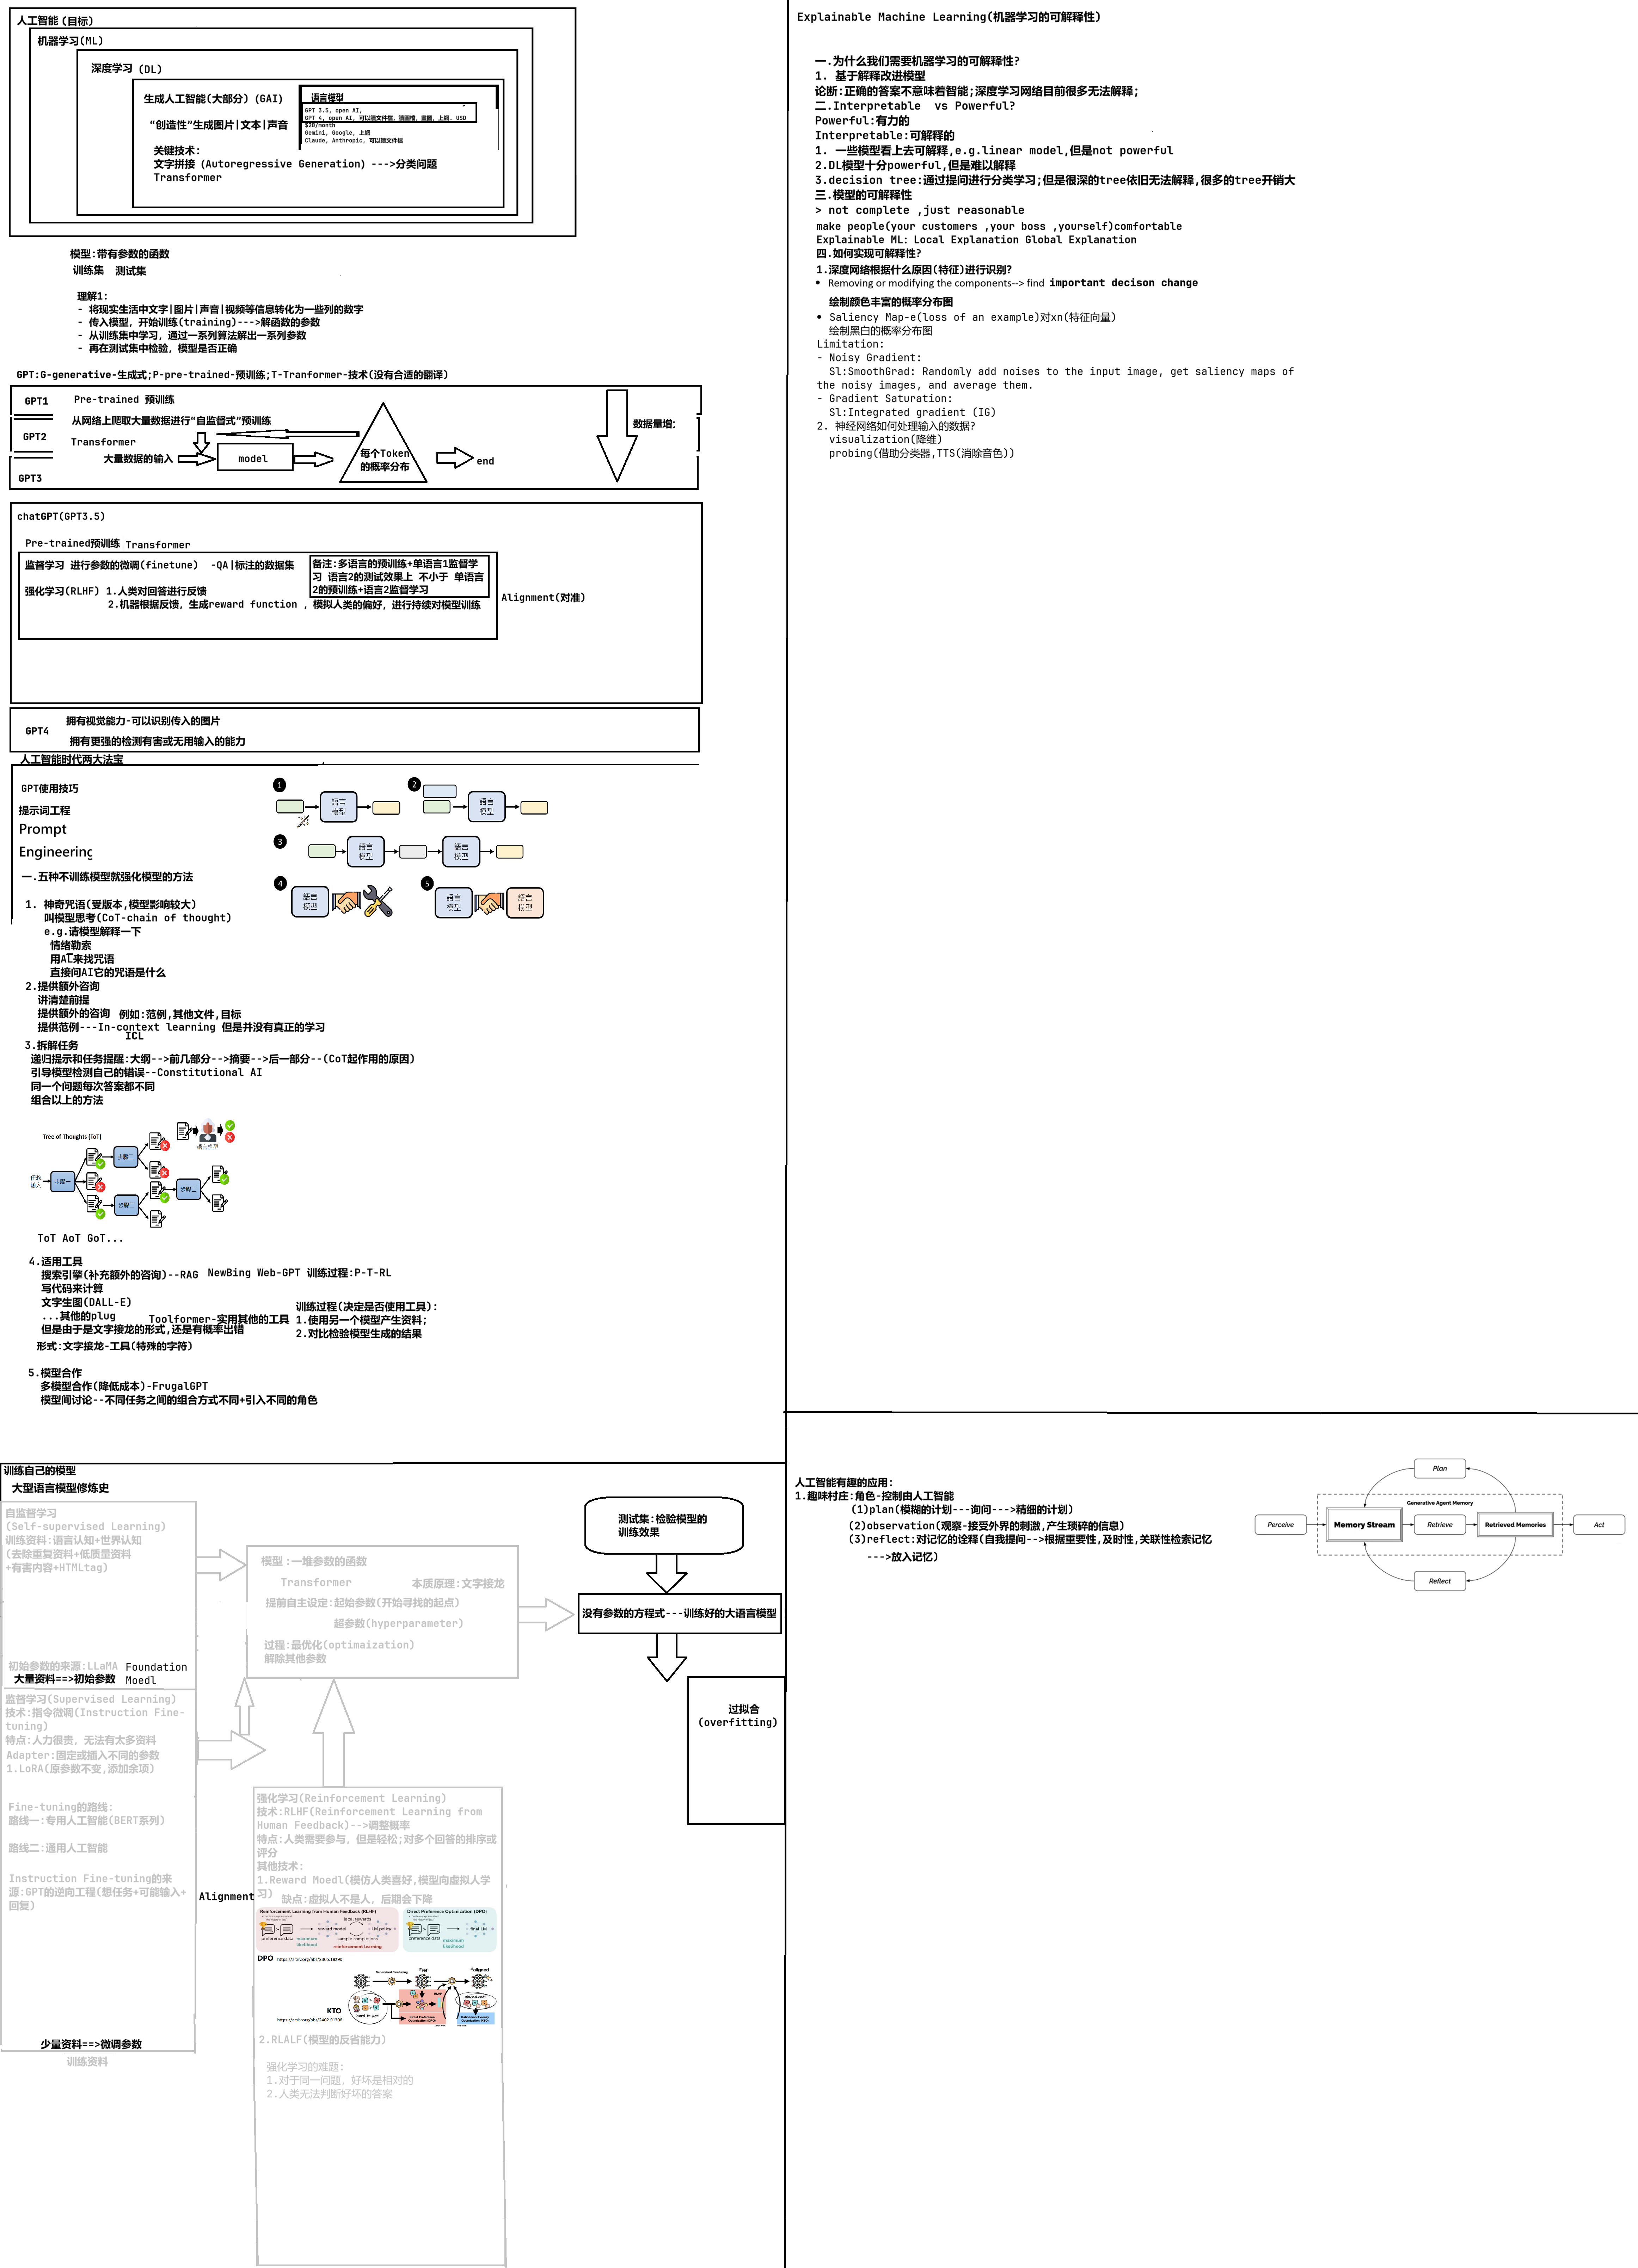 人工智能(目标)
机器学习(ML)
深度学习 (DL)
生成人工智能(大部分) (GAI)
“创造性”生成图片|文本|声音
语言模型
GPT 3.5, open AI,
GPT 4, open AI, 可以讀文件檔，讀圖檔，畫圖，上網. USD
$20/month
Gemini, Google, 上網
Claude, Anthropic, 可以讀文件檔
关键技术:
文字拼接 (Autoregressive Generation) --->分类问题
Transformer
模型:带有参数的函数
训练集 测试集
理解1:
- 将现实生活中文字|图片|声音|视频等信息转化为一些列的数字
- 传入模型，开始训练(training)--->解函数的参数
- 从训练集中学习，通过一系列算法解出一系列参数
- 再在测试集中检验，模型是否正确
GPT:G-generative-生成式;P-pre-trained-预训练;T-Tranformer-技术(没有合适的翻译)
GPT1
Pre-trained 预训练
从网络上爬取大量数据进行“自监督式”预训练
GPT2
Transformer
大量数据的输入
model
每个Token
的概率分布
end
数据量增:
GPT3
chatGPT(GPT3.5)
Pre-trained预训练 Transformer
监督学习 进行参数的微调(finetune) -QA|标注的数据集
备注:多语言的预训练+单语言1监督学
习 语言2的测试效果上 不小于 单语言
2的预训练+语言2监督学习
强化学习(RLHF) 1.人类对回答进行反馈
2.机器根据反馈，生成reward function ，模拟人类的偏好，进行持续对模型训练
Alignment(对准)
GPT4
拥有视觉能力-可以识别传入的图片
拥有更强的检测有害或无用输入的能力
人工智能时代两大法宝
GPT使用技巧
提示词工程
Prompt
Engineering
1
語言
模型
2
語言
模型
3
語言
模型
語言
模型
4
語言
模型
5
語言
模型
語言
模型
一.五种不训练模型就强化模型的方法
1. 神奇咒语(受版本,模型影响较大)
叫模型思考(CoT-chain of thought)
e.g.请模型解释一下
情绪勒索
用AI来找咒语
直接问AI它的咒语是什么
2.提供额外咨询
讲清楚前提
提供额外的咨询 例如:范例,其他文件,目标
提供范例---In-context learning 但是并没有真正的学习
ICL
3.拆解任务
递归提示和任务提醒:大纲-->前几部分-->摘要-->后一部分--(CoT起作用的原因)
引导模型检测自己的错误--Constitutional AI
同一个问题每次答案都不同
组合以上的方法
Tree of Thoughts (ToT)
語言模型
任務
輸入
步驟一
步驟二
步驟二
步驟三
ToT AoT GoT...
4.适用工具
搜索引擎(补充额外的咨询)--RAG NewBing Web-GPT 训练过程:P-T-RL
写代码来计算
文字生图(DALL-E)
...其他的plug
Toolformer-实用其他的工具
但是由于是文字接龙的形式,还是有概率出错
形式:文字接龙-工具(特殊的字符)
训练过程(决定是否使用工具):
1.使用另一个模型产生资料;
2.对比检验模型生成的结果
5.模型合作
多模型合作(降低成本)-FrugalGPT
模型间讨论--不同任务之间的组合方式不同+引入不同的角色
Explainable Machine Learning(机器学习的可解释性)
一.为什么我们需要机器学习的可解释性?
1. 基于解释改进模型
论断:正确的答案不意味着智能;深度学习网络目前很多无法解释;
二.Interpretable vs Powerful?
Powerful:有力的
Interpretable:可解释的
1. 一些模型看上去可解释,e.g.linear model,但是not powerful
2.DL模型十分powerful,但是难以解释
3.decision tree:通过提问进行分类学习;但是很深的tree依旧无法解释,很多的tree开销大
三.模型的可解释性
> not complete ,just reasonable
make people(your customers ,your boss ,yourself)comfortable
Explainable ML: Local Explanation Global Explanation
四.如何实现可解释性?
1.深度网络根据什么原因(特征)进行识别?
• Removing or modifying the components--> find important decison change
绘制颜色丰富的概率分布图
• Saliency Map-e(loss of an example)对xn(特征向量)
绘制黑白的概率分布图
Limitation:
- Noisy Gradient:
Sl:SmoothGrad: Randomly add noises to the input image, get saliency maps of
the noisy images, and average them.
- Gradient Saturation:
Sl:Integrated gradient (IG)
2. 神经网络如何处理输入的数据?
visualization(降维)
probing(借助分类器,TTS(消除音色))
训练自己的模型
大型语言模型修炼史
自监督学习
(Self-supervised Learning)
训练资料:语言认知+世界认知
(去除重复资料+低质量资料
+有害内容+HTMLtag)
初始参数的来源:LLaMA
大量资料==>初始参数
Foundation
Moedl
监督学习(Supervised Learning)
技术:指令微调(Instruction Fine-
tuning)
特点:人力很贵，无法有太多资料
Adapter:固定或插入不同的参数
1.LoRA(原参数不变,添加余项)
Fine-tuning的路线:
路线一:专用人工智能(BERT系列)
路线二:通用人工智能
Instruction Fine-tuning的来
源:GPT的逆向工程(想任务+可能输入+
回复)
少量资料==>微调参数
训练资料
Alignment
模型:一堆参数的函数
Transformer
本质原理:文字接龙
提前自主设定:起始参数(开始寻找的起点)
超参数(hyperparameter)
过程:最优化(optimaization)
解除其他参数
强化学习(Reinforcement Learning)
技术:RLHF(Reinforcement Learning from
Human Feedback)-->调整概率
特点:人类需要参与，但是轻松;对多个回答的排序或
评分
其他技术:
1.Reward Moedl(模仿人类喜好,模型向虚拟人学
习) 缺点:虚拟人不是人，后期会下降
Reinforcement Learning from Human Feedback (RLHF)
label rewards
preference data
maximum
likelihood
reward model
sample completions
LM policy
reinforcement learning
Direct Preference Optimization (DPO)
preference data
maximum
likelihood
final LM
DPO https://arxiv.org/abs/2305.18290
KTO
https://arxiv.org/abs/2402.01306
2.RLALF(模型的反省能力)
强化学习的难题:
1.对于同一问题，好坏是相对的
2.人类无法判断好坏的答案
测试集:检验模型的
训练效果
没有参数的方程式---训练好的大语言模型
过拟合
(overfitting)
人工智能有趣的应用:
1.趣味村庄:角色-控制由人工智能
(1)plan(模糊的计划---询问--->精细的计划)
(2)observation(观察-接受外界的刺激,产生琐碎的信息)
(3)reflect:对记忆的诠释(自我提问-->根据重要性,及时性,关联性检索记忆
--->放入记忆)
Plan
Generative Agent Memory
Perceive
Memory Stream
Retrieve
Retrieved Memories
Act
Reflect